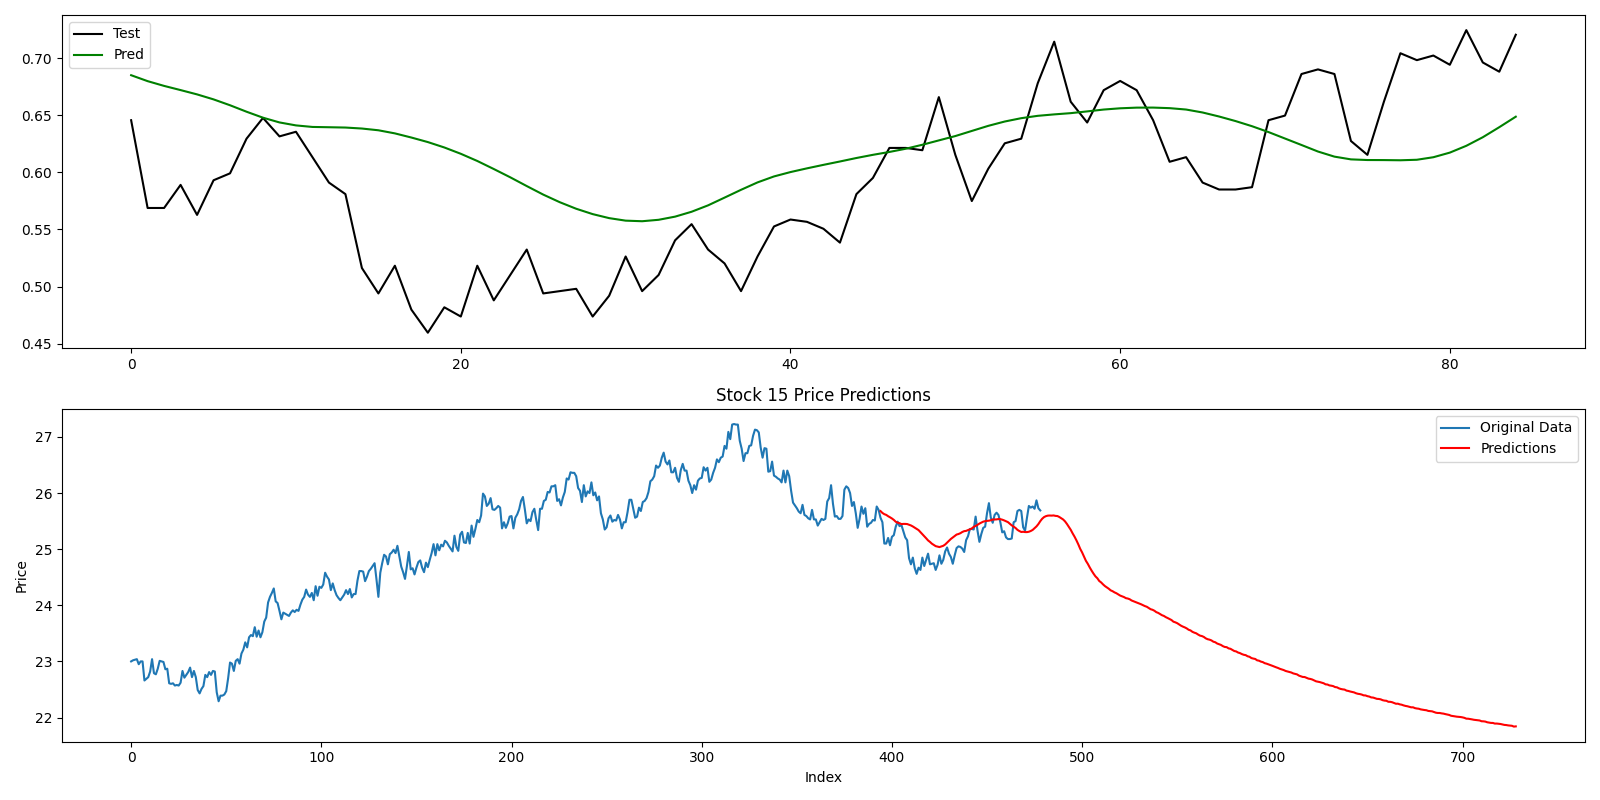 Test
Pred
0.70
0.65
0.60
0.55
0.50
0.45
0 20 40 60 80
Stock 15 Price Predictions
Original Data
Predictions
Price
27
26
25
24
23
22
0 100 200 300 400 500 600 700
Index